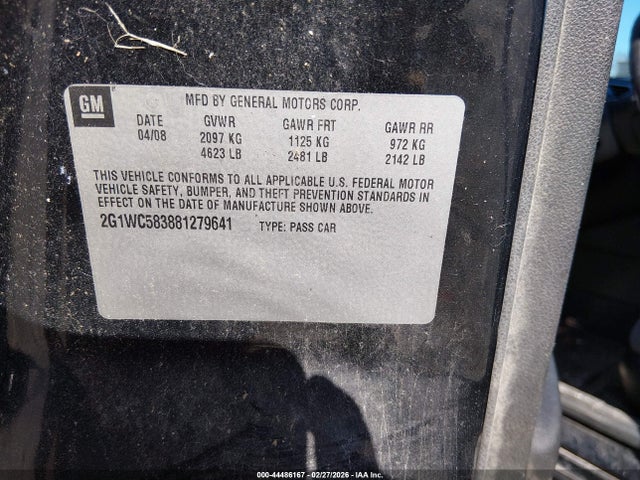 GM
MFD BY GENERAL MOTORS CORP.
DATE GVWR GAWR FRT GAWR RR
04/08 2097 KG 1125 KG 972 KG
4623 LB 2481 LB 2142 LB
THIS VEHICLE CONFORMS TO ALL APPLICABLE U.S. FEDERAL MOTOR
VEHICLE SAFETY, BUMPER, AND THEFT PREVENTION STANDARDS IN
EFFECT ON THE DATE OF MANUFACTURE SHOWN ABOVE.
2G1WC583881279641 TYPE: PASS CAR
000-44486167 - 02/27/2026 - IAA Inc.